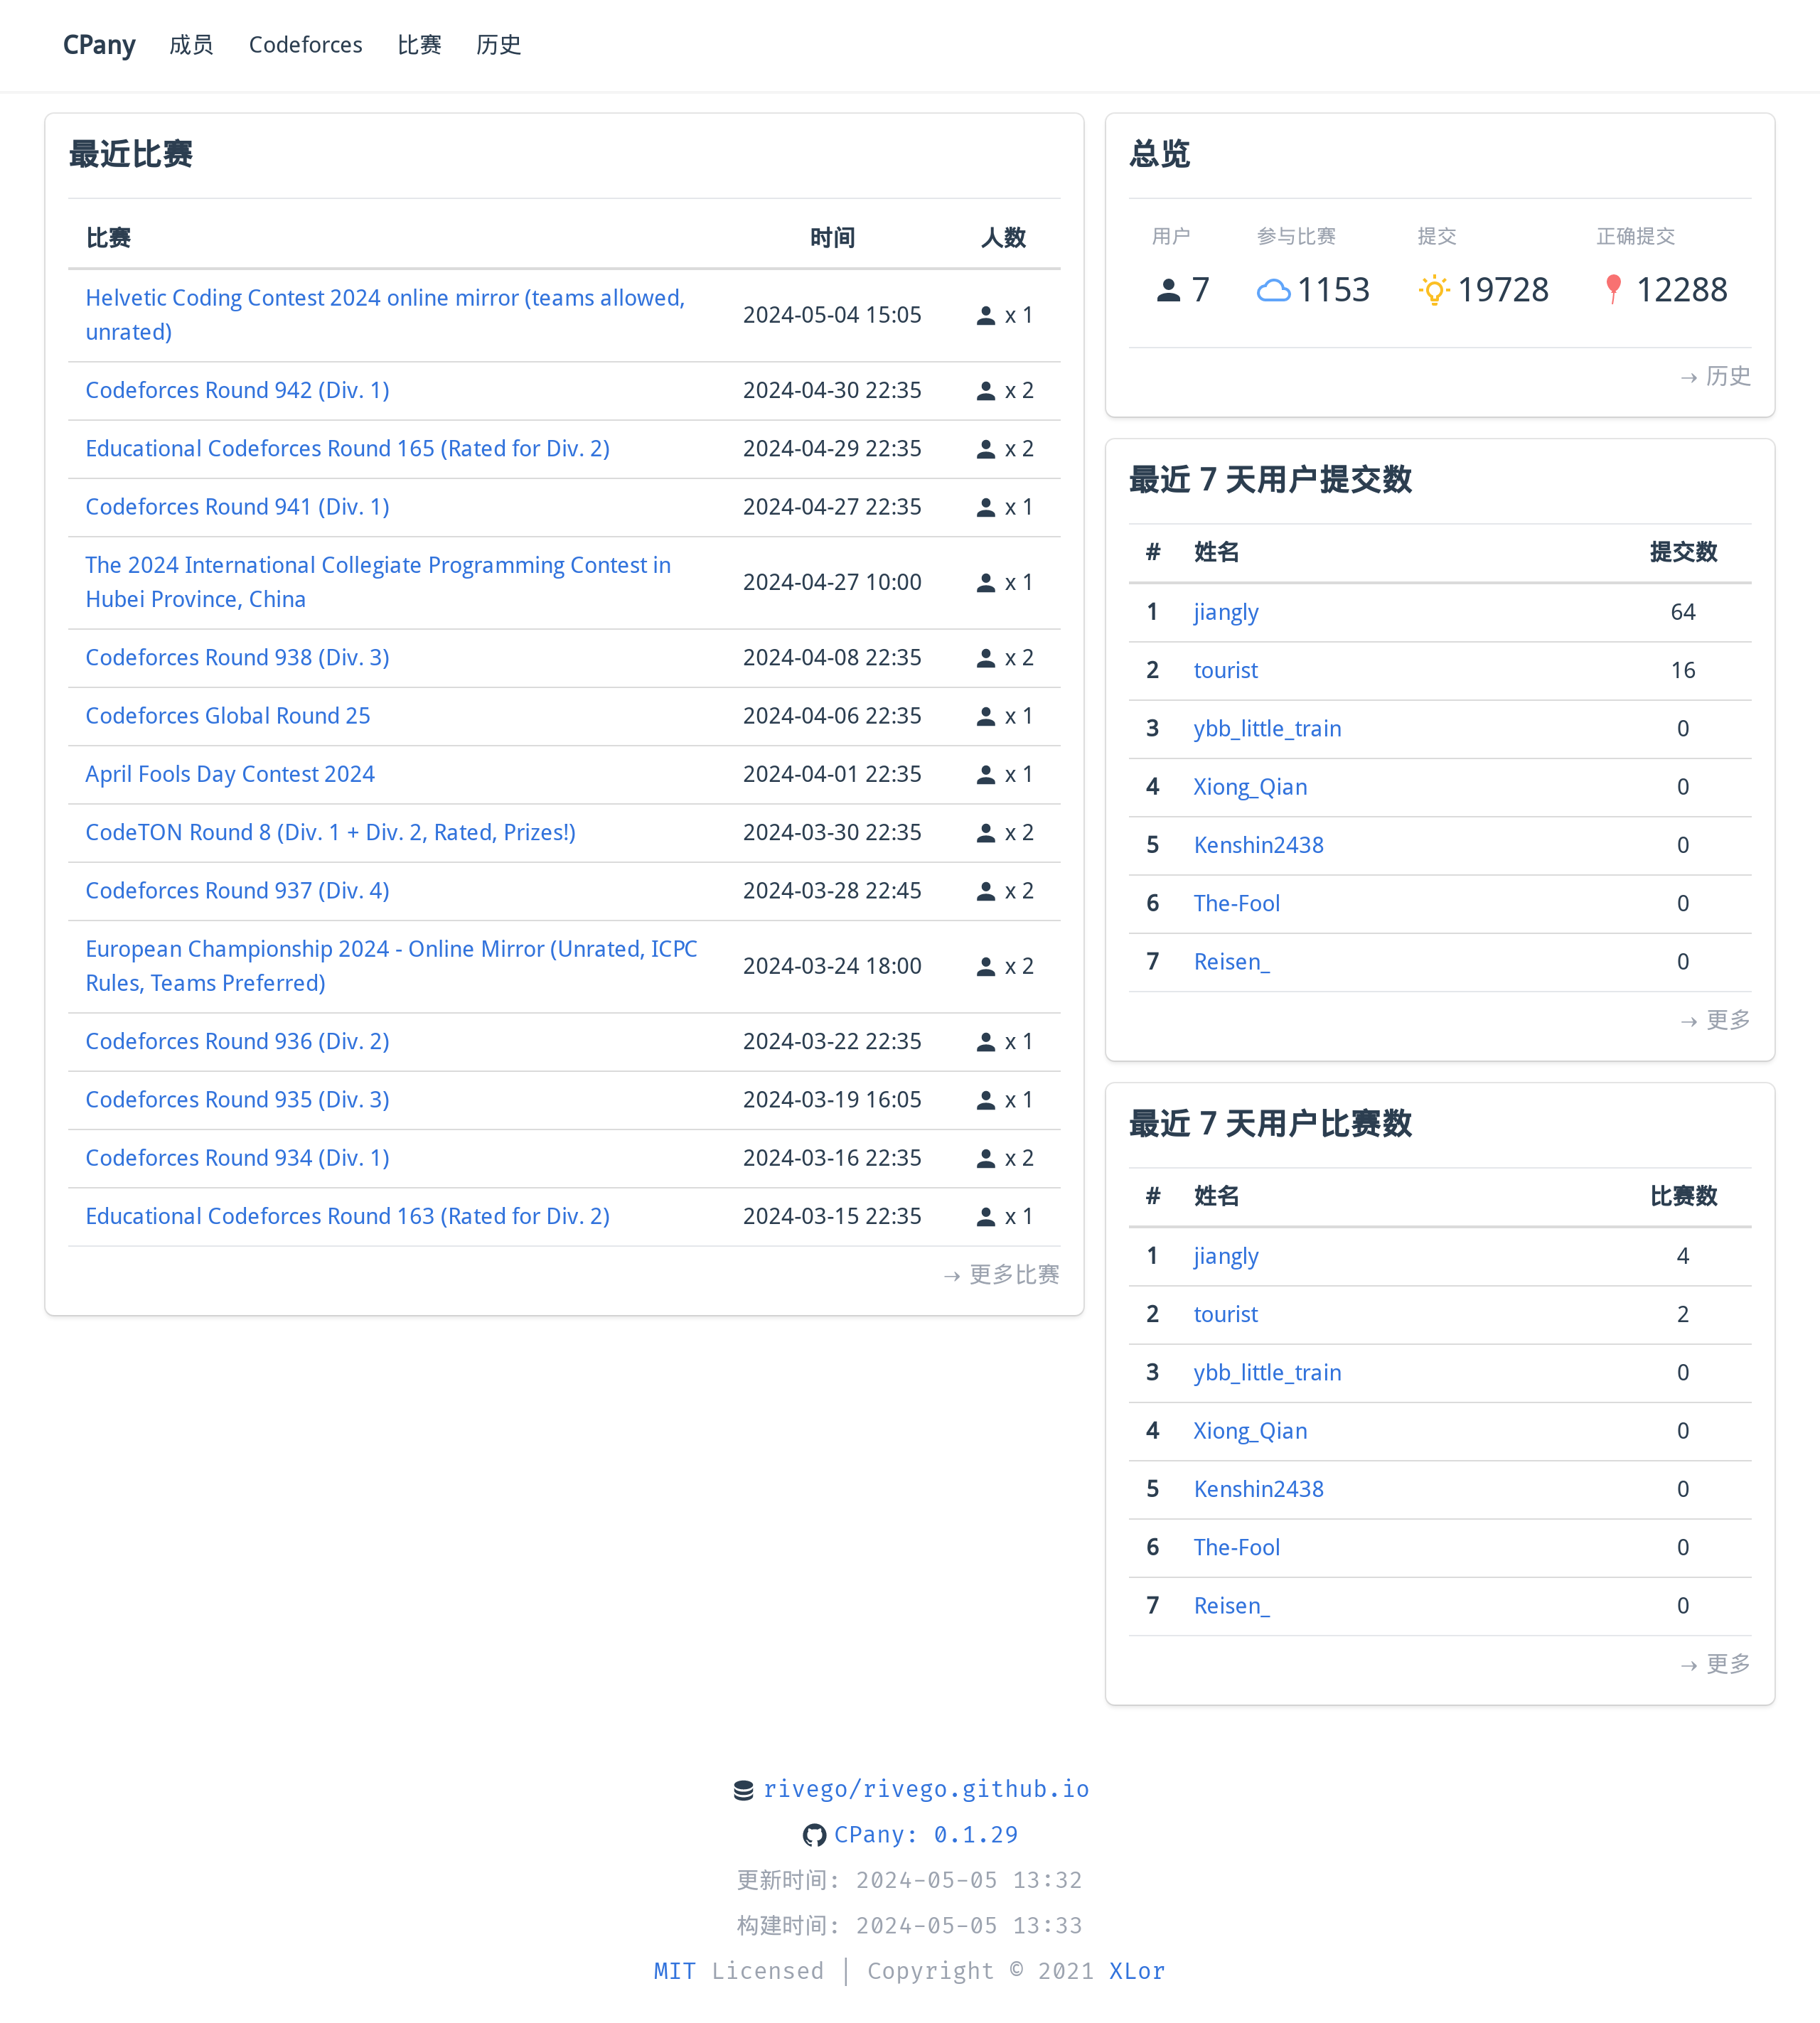 CPany 成员 Codeforces 比赛 历史
最近比赛
比赛 时间 人数
Helvetic Coding Contest 2024 online mirror (teams allowed,
unrated) 2024-05-04 15:05 x 1
Codeforces Round 942 (Div. 1) 2024-04-30 22:35 x 2
Educational Codeforces Round 165 (Rated for Div. 2) 2024-04-29 22:35 x 2
Codeforces Round 941 (Div. 1) 2024-04-27 22:35 x 1
The 2024 International Collegiate Programming Contest in
Hubei Province, China 2024-04-27 10:00 x 1
Codeforces Round 938 (Div. 3) 2024-04-08 22:35 x 2
Codeforces Global Round 25 2024-04-06 22:35 x 1
April Fools Day Contest 2024 2024-04-01 22:35 x 1
CodeTON Round 8 (Div. 1 + Div. 2, Rated, Prizes!) 2024-03-30 22:35 x 2
Codeforces Round 937 (Div. 4) 2024-03-28 22:45 x 2
European Championship 2024 - Online Mirror (Unrated, ICPC
Rules, Teams Preferred) 2024-03-24 18:00 x 2
Codeforces Round 936 (Div. 2) 2024-03-22 22:35 x 1
Codeforces Round 935 (Div. 3) 2024-03-19 16:05 x 1
Codeforces Round 934 (Div. 1) 2024-03-16 22:35 x 2
Educational Codeforces Round 163 (Rated for Div. 2) 2024-03-15 22:35 x 1
→ 更多比赛
总览
用户 参与比赛 提交 正确提交
7 1153 19728 12288
→ 历史
最近 7 天用户提交数
# 姓名 提交数
1 jiangly 64
2 tourist 16
3 ybb_little_train 0
4 Xiong_Qian 0
5 Kenshin2438 0
6 The-Fool 0
7 Reisen_ 0
→ 更多
最近 7 天用户比赛数
# 姓名 比赛数
1 jiangly 4
2 tourist 2
3 ybb_little_train 0
4 Xiong_Qian 0
5 Kenshin2438 0
6 The-Fool 0
7 Reisen_ 0
→ 更多
rivego/rivego.github.io
CPany: 0.1.29
更新时间: 2024-05-05 13:32
构建时间: 2024-05-05 13:33
MIT Licensed | Copyright © 2021 XLor